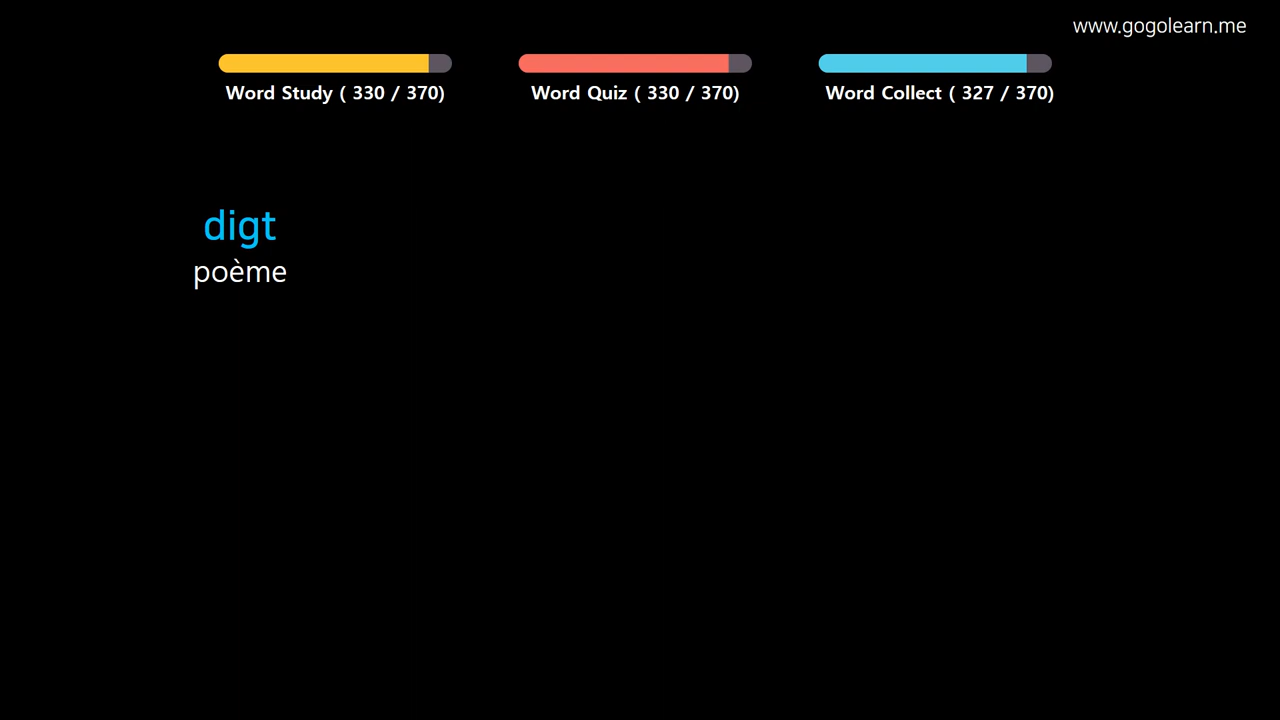 www.gogolearn.me
Word Study ( 330 / 370)
Word Quiz ( 330 / 370)
Word Collect ( 327 / 370)
digt
poème